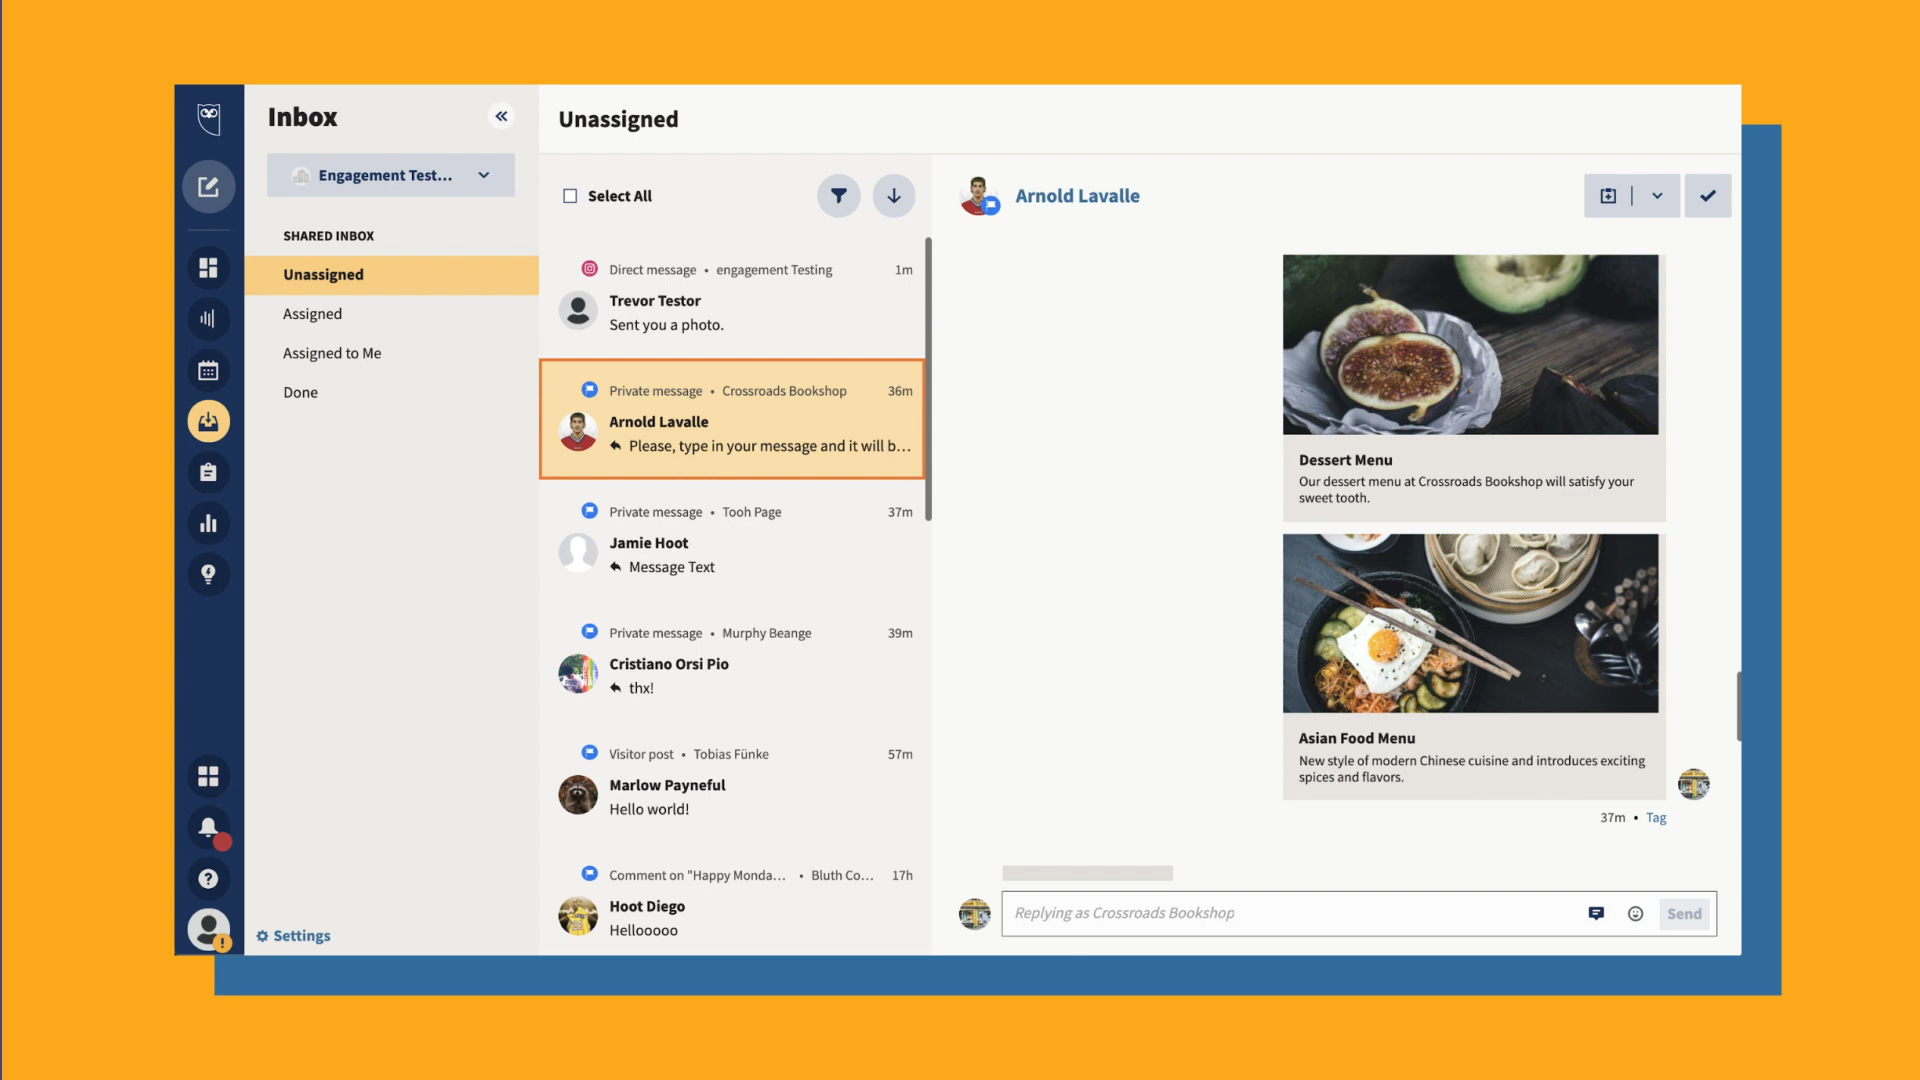 Inbox
Engagement Test...
SHARED INBOX
Unassigned
Assigned
Assigned to Me
Done
Settings
Unassigned
Select All
Direct message • engagement Testing 1m
Trevor Testor
Sent you a photo.
Private message • Crossroads Bookshop 36m
Arnold Lavalle
Please, type in your message and it will b...
Private message • Tooh Page 37m
Jamie Hoot
Message Text
Private message • Murphy Beange 39m
Cristiano Orsi Pio
thx!
Visitor post • Tobias Fünke 57m
Marlow Payneful
Hello world!
Comment on "Happy Monda... • Bluth Co... 17h
Hoot Diego
Hellooooo
Arnold Lavalle
Dessert Menu
Our dessert menu at Crossroads Bookshop will satisfy your
sweet tooth.
Asian Food Menu
New style of modern Chinese cuisine and introduces exciting
spices and flavors.
37m • Tag
Replying as Crossroads Bookshop
Send